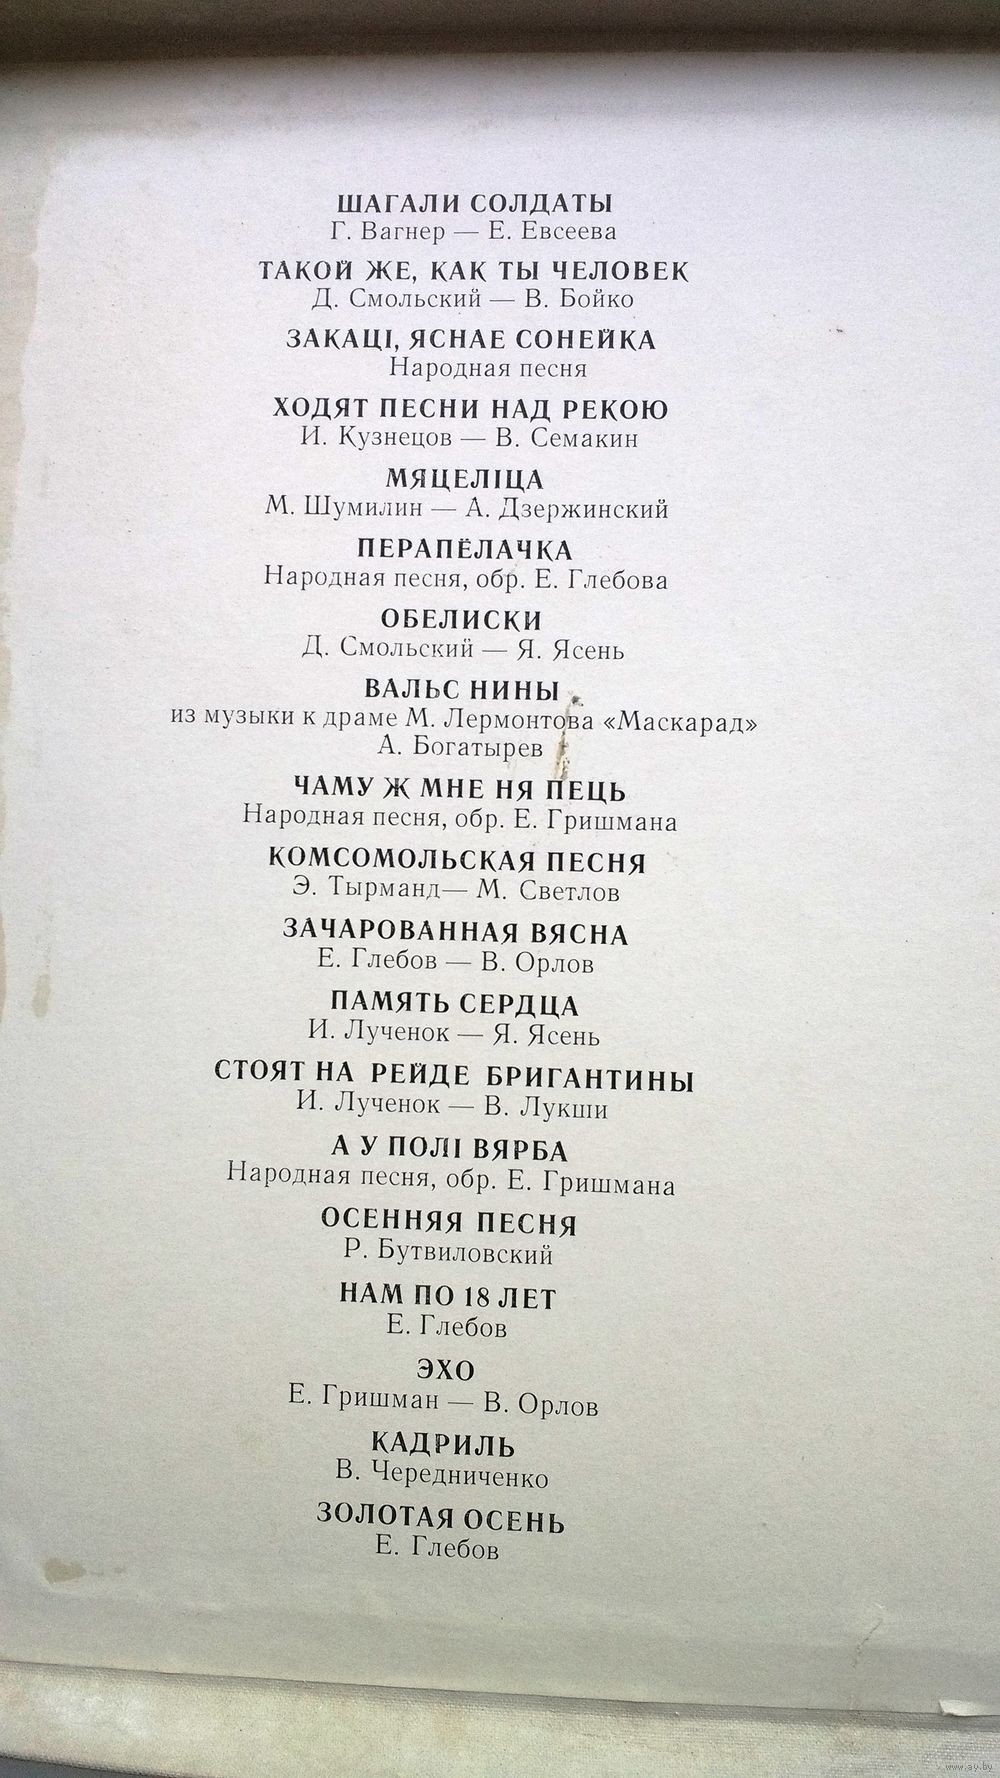 ШАГАЛИ СОЛДАТЫ
Г. Вагнер — Е. Евсеева
ТАКОЙ ЖЕ, КАК ТЫ ЧЕЛОВЕК
Д. Смольский — В. Бойко
ЗАКАЦІ, ЯСНАЕ СОНЕЙКА
Народная песня
ХОДЯТ ПЕСНИ НАД РЕКОЮ
И. Кузнецов — В. Семакин
МЯЦЕЛІЦА
М. Шумилин — А. Дзержинский
ПЕРАПЁЛАЧКА
Народная песня, обр. Е. Глебова
ОБЕЛИСКИ
Д. Смольский — Я. Ясень
ВАЛЬС НИНЫ
из музыки к драме М. Лермонтова «Маскарад»
А. Богатырев
ЧАМУ Ж МНЕ НЯ ПЕЦЬ
Народная песня, обр. Е. Гришмана
КОМСОМОЛЬСКАЯ ПЕСНЯ
Э. Тырманд— М. Светлов
ЗАЧАРОВАННАЯ ВЯСНА
Е. Глебов — В. Орлов
ПАМЯТЬ СЕРДЦА
И. Лученок — Я. Ясень
СТОЯТ НА РЕЙДЕ БРИГАНТИНЫ
И. Лученок — В. Лукши
А У ПОЛІ ВЯРБА
Народная песня, обр. Е. Гришмана
ОСЕННЯЯ ПЕСНЯ
Р. Бутвиловский
НАМ ПО 18 ЛЕТ
Е. Глебов
ЭХО
Е. Гришман — В. Орлов
КАДРИЛЬ
В. Чередниченко
ЗОЛОТАЯ ОСЕНЬ
Е. Глебов
www.ay.by